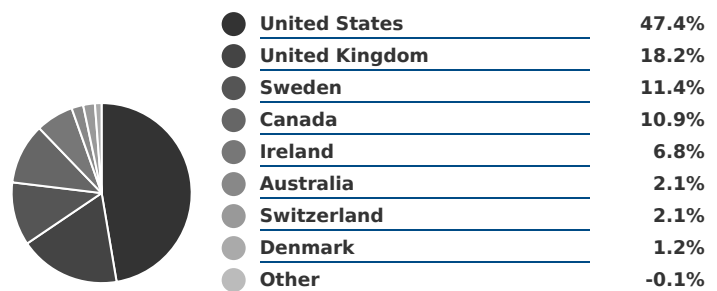 United States 47.4%
United Kingdom 18.2%
Sweden 11.4%
Canada 10.9%
Ireland 6.8%
Australia 2.1%
Switzerland 2.1%
Denmark 1.2%
Other -0.1%